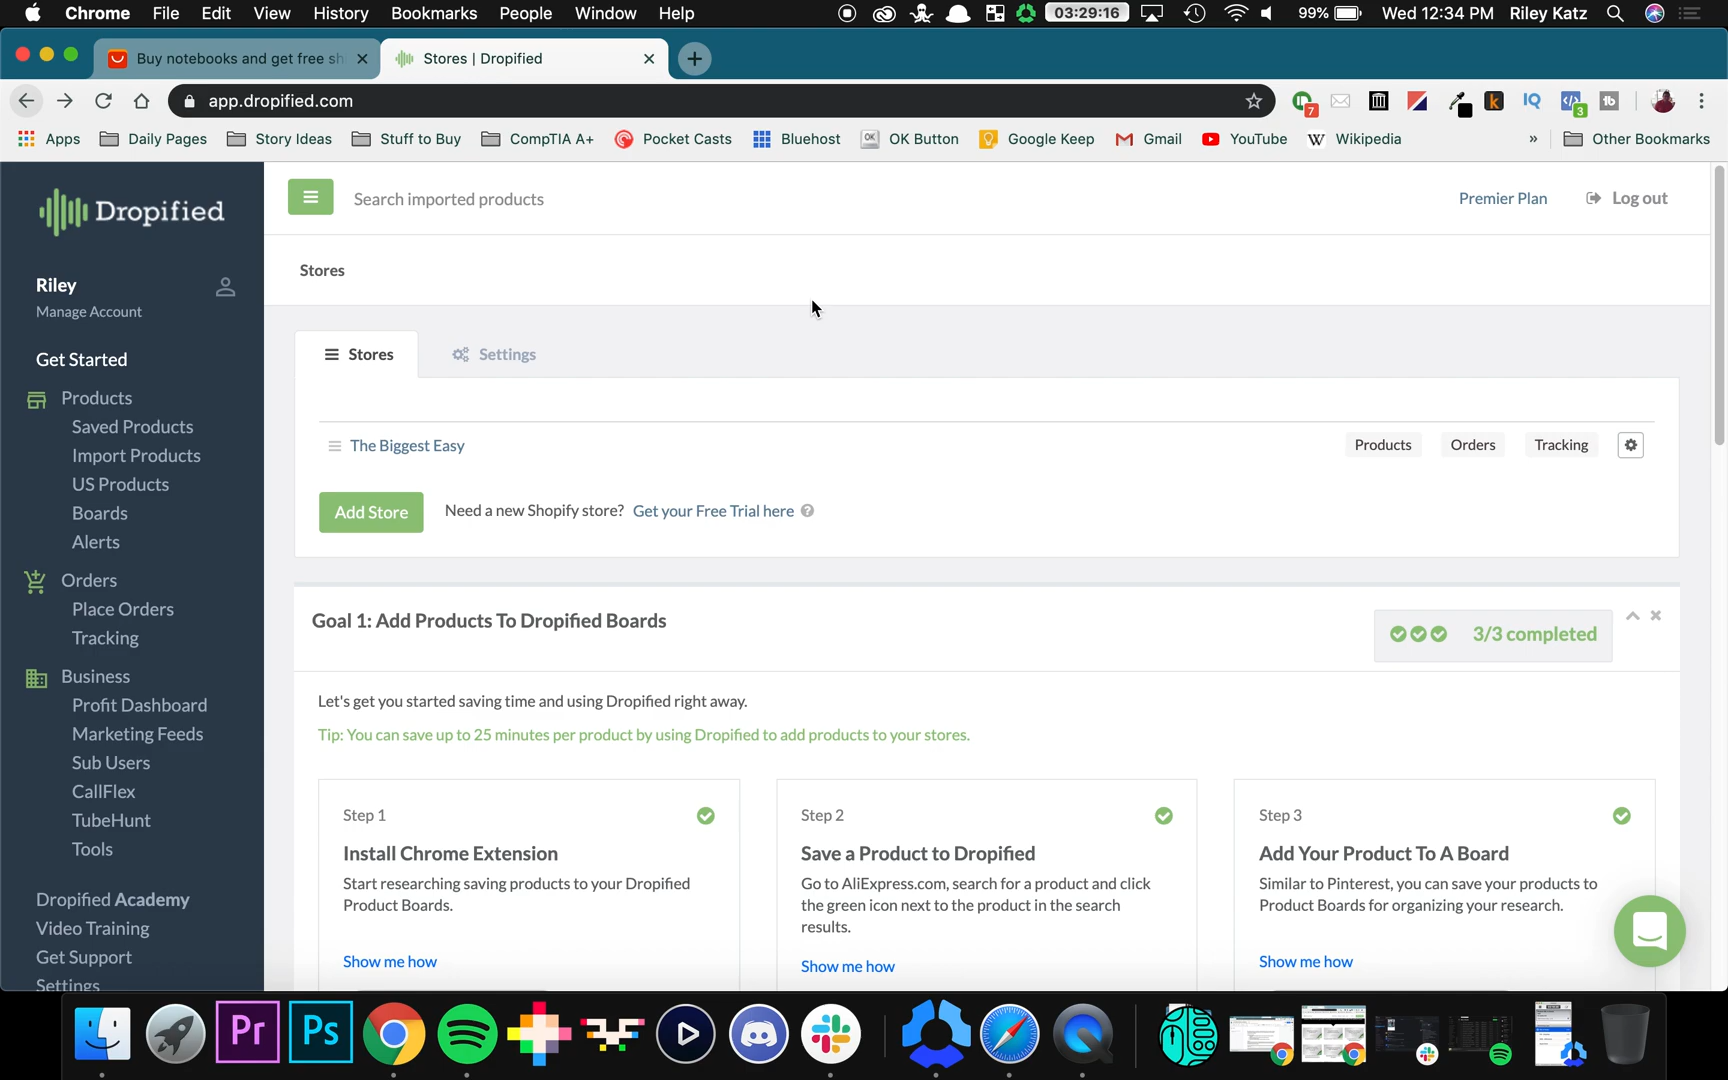 Chrome File Edit View History Bookmarks People Window Help 03:29:16 99% Wed 12:34 PM Riley Katz
Buy notebooks and get free sh
Stores | Dropified
app.dropified.com
7
k
IQ
3
tb
Apps Daily Pages Story Ideas Stuff to Buy CompTIA A+ Pocket Casts Bluehost OK OK Button Google Keep Gmail YouTube W Wikipedia » Other Bookmarks
Dropified
Search imported products
Premier Plan
Log out
Riley
Manage Account
Get Started
Products
Saved Products
Import Products
US Products
Boards
Alerts
Orders
Place Orders
Tracking
Business
Profit Dashboard
Marketing Feeds
Sub Users
CallFlex
TubeHunt
Tools
Dropified Academy
Video Training
Get Support
Settings
Stores
Stores
Settings
The Biggest Easy
Products Orders Tracking
Add Store
Need a new Shopify store? Get your Free Trial here
Goal 1: Add Products To Dropified Boards
3/3 completed
Let's get you started saving time and using Dropified right away.
Tip: You can save up to 25 minutes per product by using Dropified to add products to your stores.
Step 1
Install Chrome Extension
Start researching saving products to your Dropified
Product Boards.
Show me how
Step 2
Save a Product to Dropified
Go to AliExpress.com, search for a product and click
the green icon next to the product in the search
results.
Show me how
Step 3
Add Your Product To A Board
Similar to Pinterest, you can save your products to
Product Boards for organizing your research.
Show me how
Pr
Ps